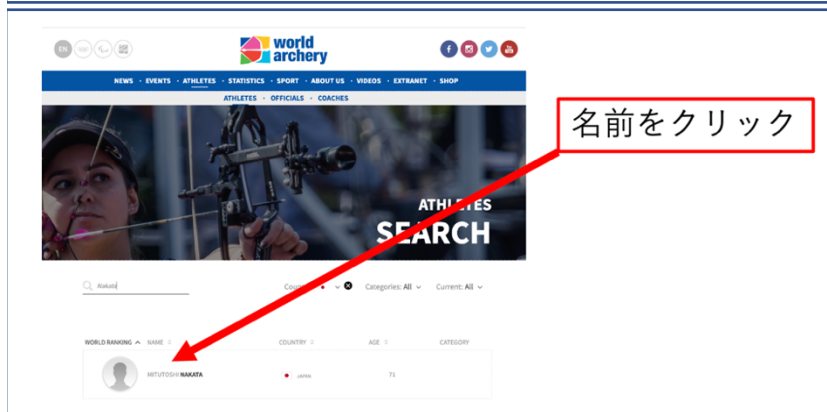 EN
world
archery
NEWS · EVENTS · ATHLETES · STATISTICS · SPORT · ABOUT US · VIDEOS · EXTRANET · SHOP
ATHLETES · OFFICIALS · COACHES
名前をクリック
ATHLETES
SEARCH
Nakata
Categories: All
Current: All
WORLD RANKING
NAME
COUNTRY
AGE
CATEGORY
MITUTOSHI NAKATA
JAPAN
71